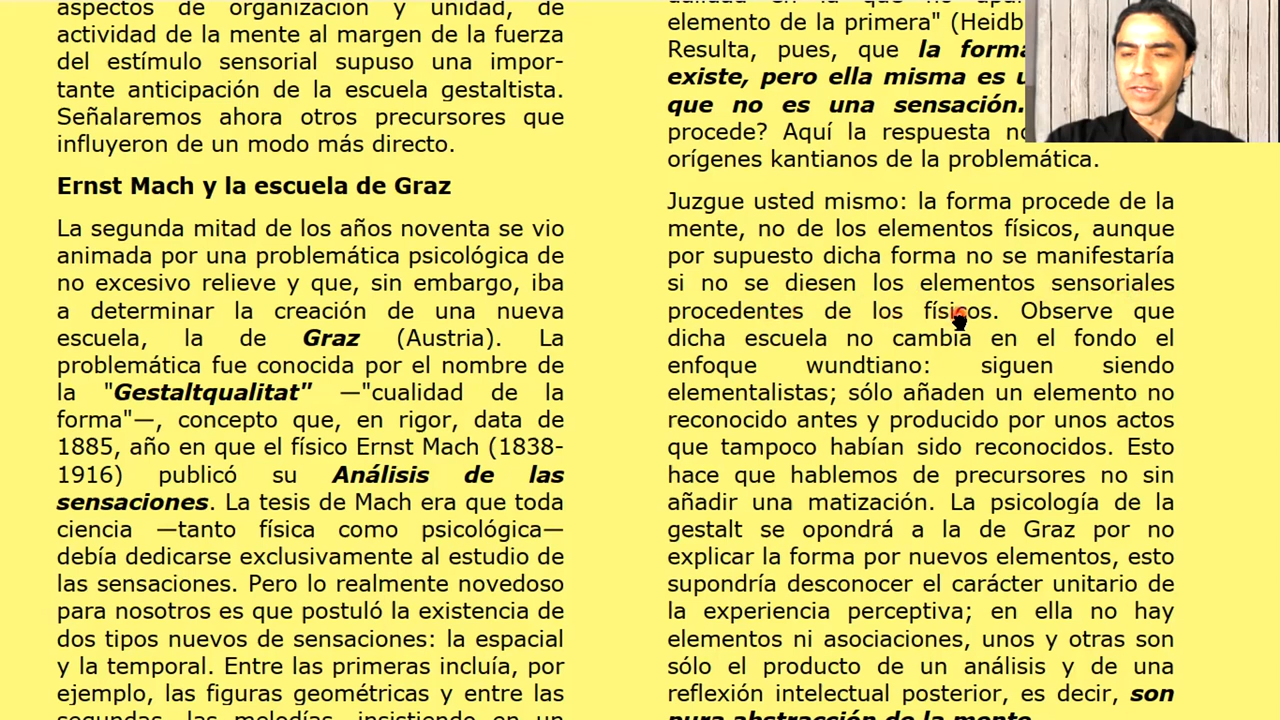 aspectos de organización y unidad, de
actividad de la mente al margen de la fuerza
del estímulo sensorial supuso una impor-
tante anticipación de la escuela gestaltista.
Señalaremos ahora otros precursores que
influyeron de un modo más directo.
Ernst Mach y la escuela de Graz
La segunda mitad de los años noventa se vio
animada por una problemática psicológica de
no excesivo relieve y que, sin embargo, iba
a determinar la creación de una nueva
escuela, la de Graz (Austria). La
problemática fue conocida por el nombre de
la "Gestaltqualitat" —"cualidad de la
forma"—, concepto que, en rigor, data de
1885, año en que el físico Ernst Mach (1838-
1916) publicó su Análisis de las
sensaciones. La tesis de Mach era que toda
ciencia —tanto física como psicológica—
debía dedicarse exclusivamente al estudio de
las sensaciones. Pero lo realmente novedoso
para nosotros es que postuló la existencia de
dos tipos nuevos de sensaciones: la espacial
y la temporal. Entre las primeras incluía, por
ejemplo, las figuras geométricas y entre las
segundas, las melodías, insistiendo en un
elemento de la primera" (Heidb
Resulta, pues, que la forma
existe, pero ella misma es u
que no es una sensación.
procede? Aquí la respuesta no
orígenes kantianos de la problemática.
Juzgue usted mismo: la forma procede de la
mente, no de los elementos físicos, aunque
por supuesto dicha forma no se manifestaría
si no se diesen los elementos sensoriales
procedentes de los físicos. Observe que
dicha escuela no cambia en el fondo el
enfoque wundtiano: siguen siendo
elementalistas; sólo añaden un elemento no
reconocido antes y producido por unos actos
que tampoco habían sido reconocidos. Esto
hace que hablemos de precursores no sin
añadir una matización. La psicología de la
gestalt se opondrá a la de Graz por no
explicar la forma por nuevos elementos, esto
supondría desconocer el carácter unitario de
la experiencia perceptiva; en ella no hay
elementos ni asociaciones, unos y otras son
sólo el producto de un análisis y de una
reflexión intelectual posterior, es decir, son
pura abstracción de la mente